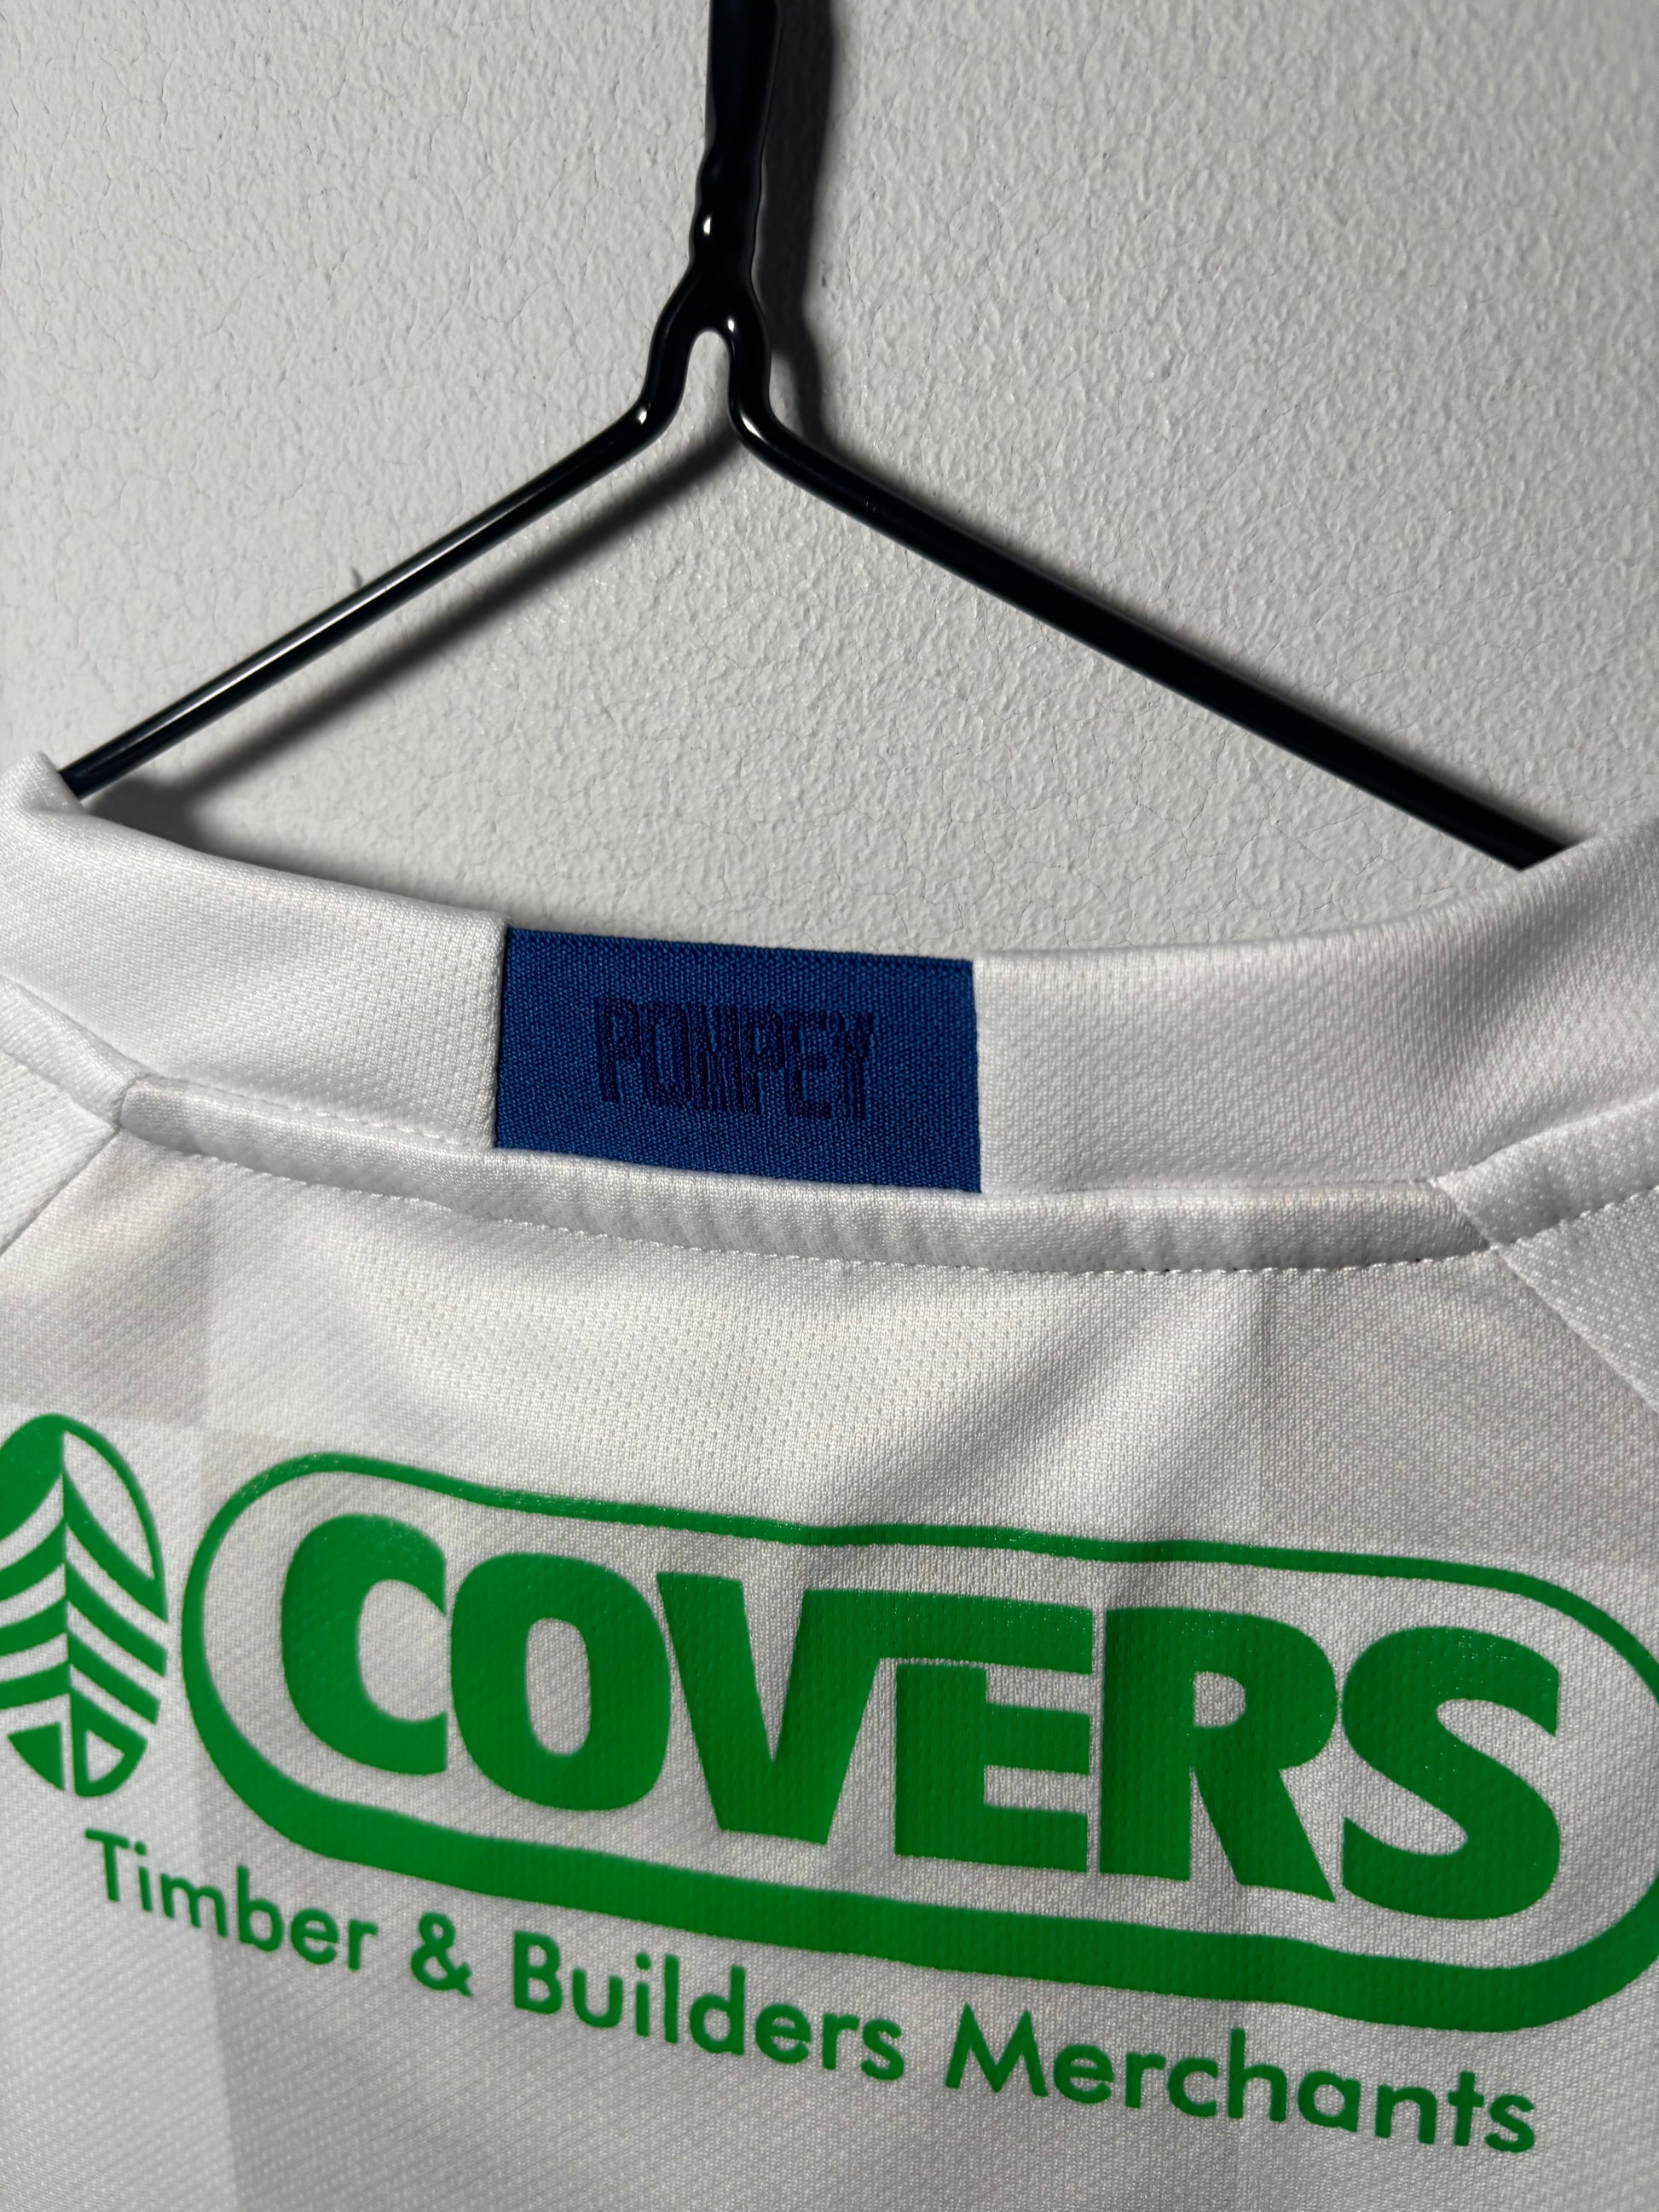 POMPEY
COVERS
Timber & Builders Merchants